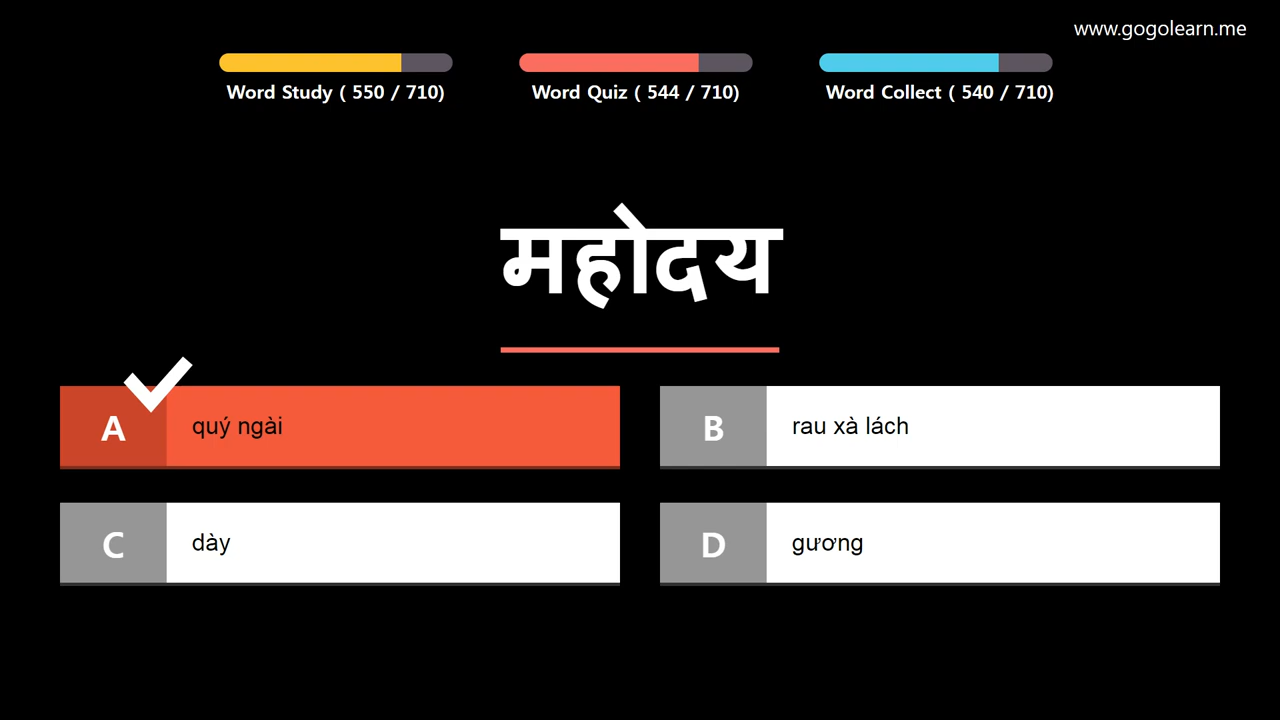 www.gogolearn.me
Word Study ( 550 / 710)
Word Quiz ( 544 / 710)
Word Collect ( 540 / 710)
महोदय
A quý ngài
B rau xà lách
C dày
D gương